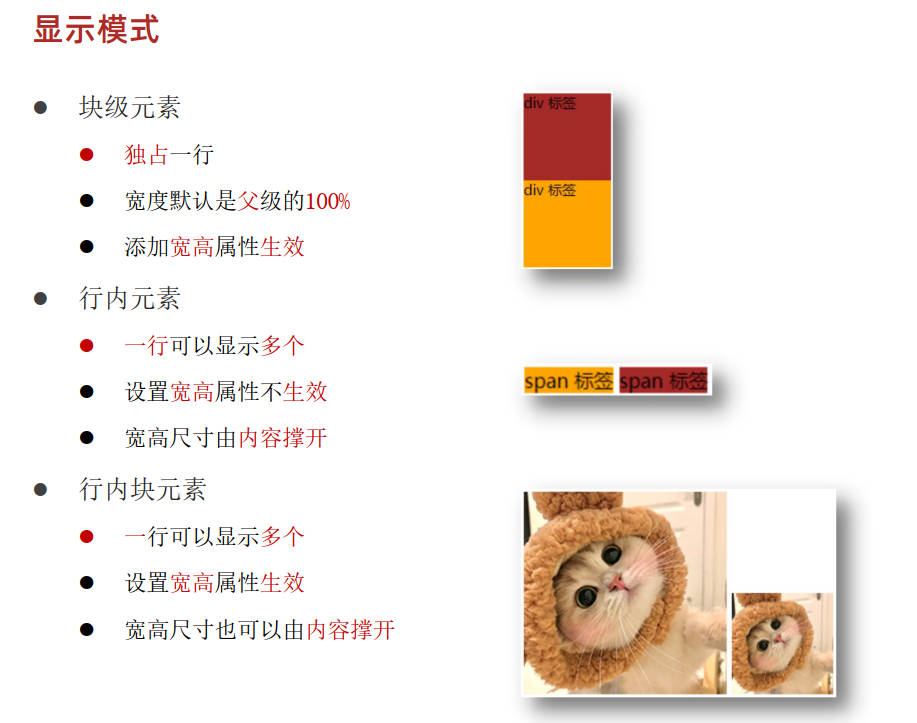 显示模式
块级元素
独占一行
宽度默认是父级的100%
添加宽高属性生效
div 标签
div 标签
行内元素
一行可以显示多个
设置宽高属性不生效
宽高尺寸由内容撑开
span 标签 span 标签
行内块元素
一行可以显示多个
设置宽高属性生效
宽高尺寸也可以由内容撑开